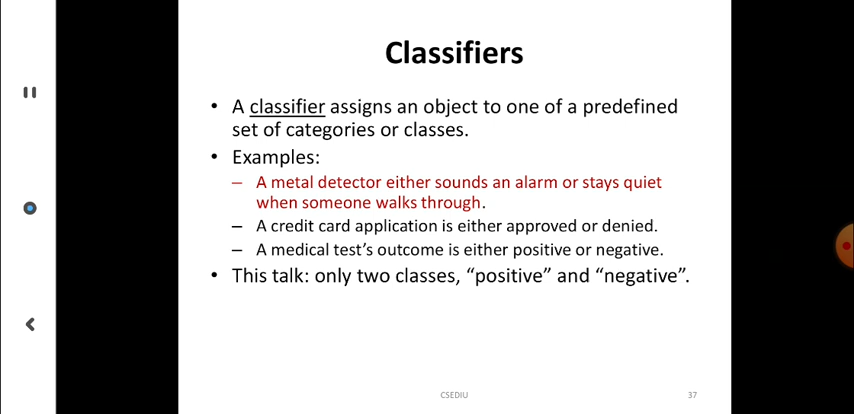 Classifiers
• A classifier assigns an object to one of a predefined
set of categories or classes.
• Examples:
– A metal detector either sounds an alarm or stays quiet
when someone walks through.
– A credit card application is either approved or denied.
– A medical test’s outcome is either positive or negative.
• This talk: only two classes, “positive” and “negative”.
CSEDIU
37